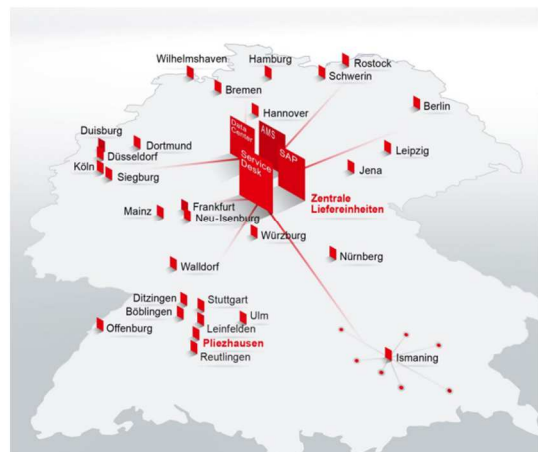 Wilhelmshaven
Hamburg
Rostock
Schwerin
Bremen
Berlin
Hannover
Duisburg
Dortmund
Düsseldorf
Köln
Siegburg
Data
Center
AMS
SAP
Service
Desk
Leipzig
Jena
Zentrale
Liefereinheiten
Mainz
Frankfurt
Neu-Isenburg
Würzburg
Nürnberg
Walldorf
Ditzingen
Stuttgart
Böblingen
Ulm
Offenburg
Leinfelden
Pliezhausen
Reutlingen
Ismaning